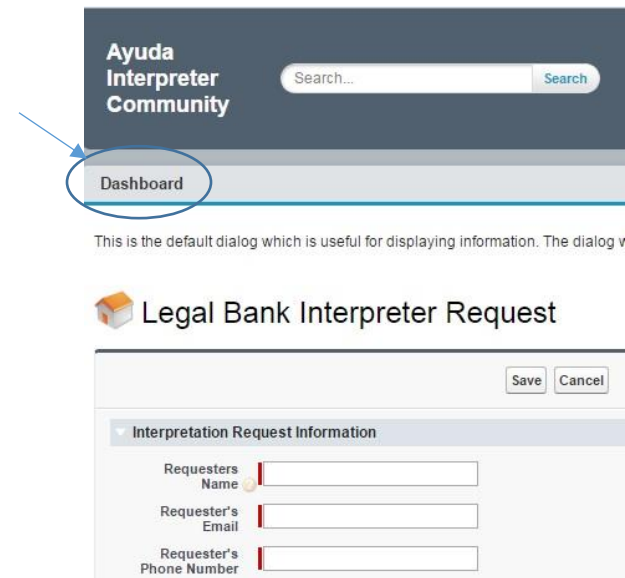 Ayuda
Interpreter
Community
Search...
Search
Dashboard
This is the default dialog which is useful for displaying information. The dialog
Legal Bank Interpreter Request
Save Cancel
Interpretation Request Information
Requesters
Name
Requester's
Email
Requester's
Phone Number